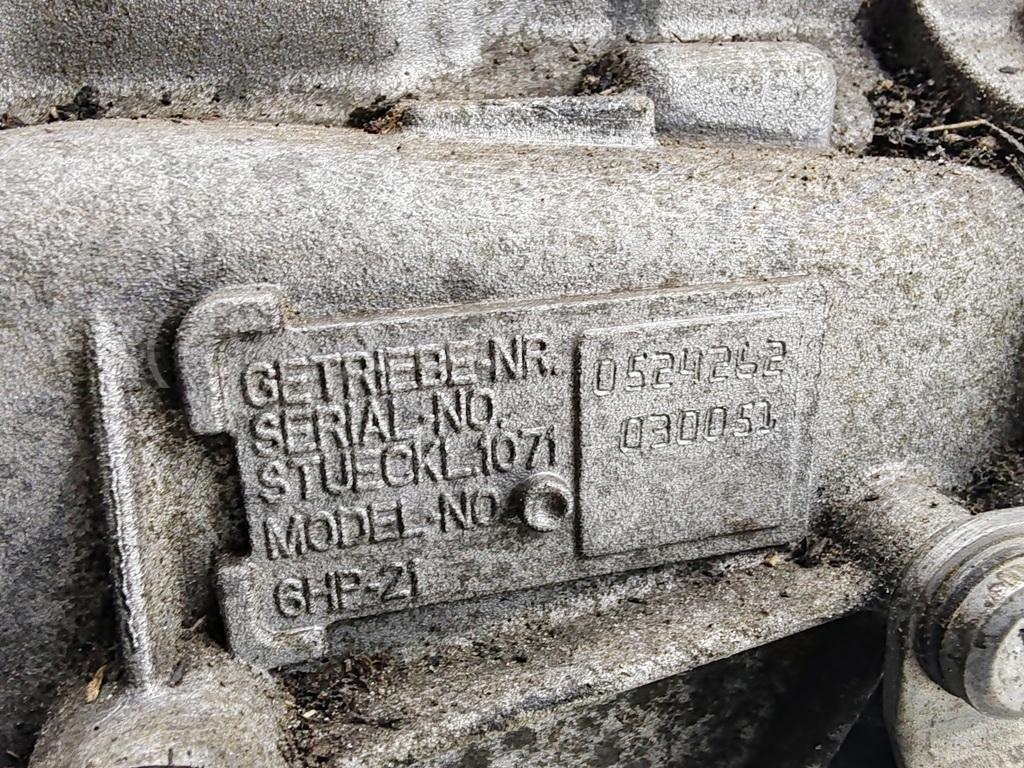 GETRIEBE-NR.
SERIAL-NO.
STUECKL.1071
MODEL-NO
6HP-21
0524262
030051